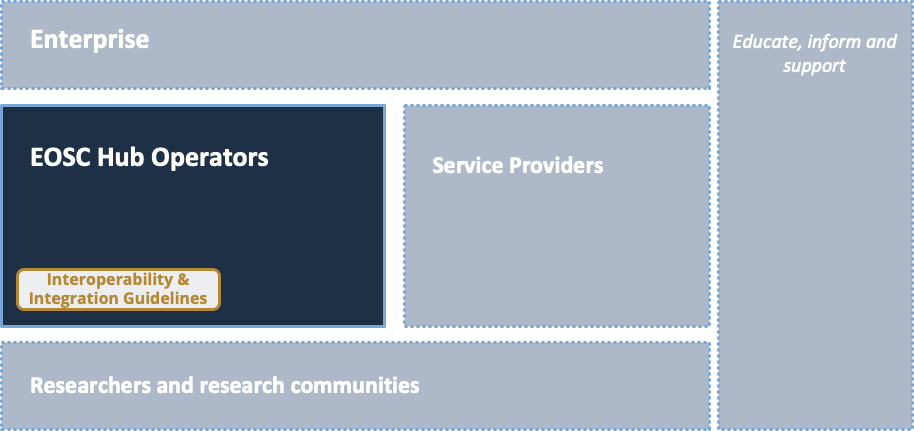 Enterprise
Educate, inform and
support
EOSC Hub Operators
Service Providers
Interoperability &
Integration Guidelines
Researchers and research communities